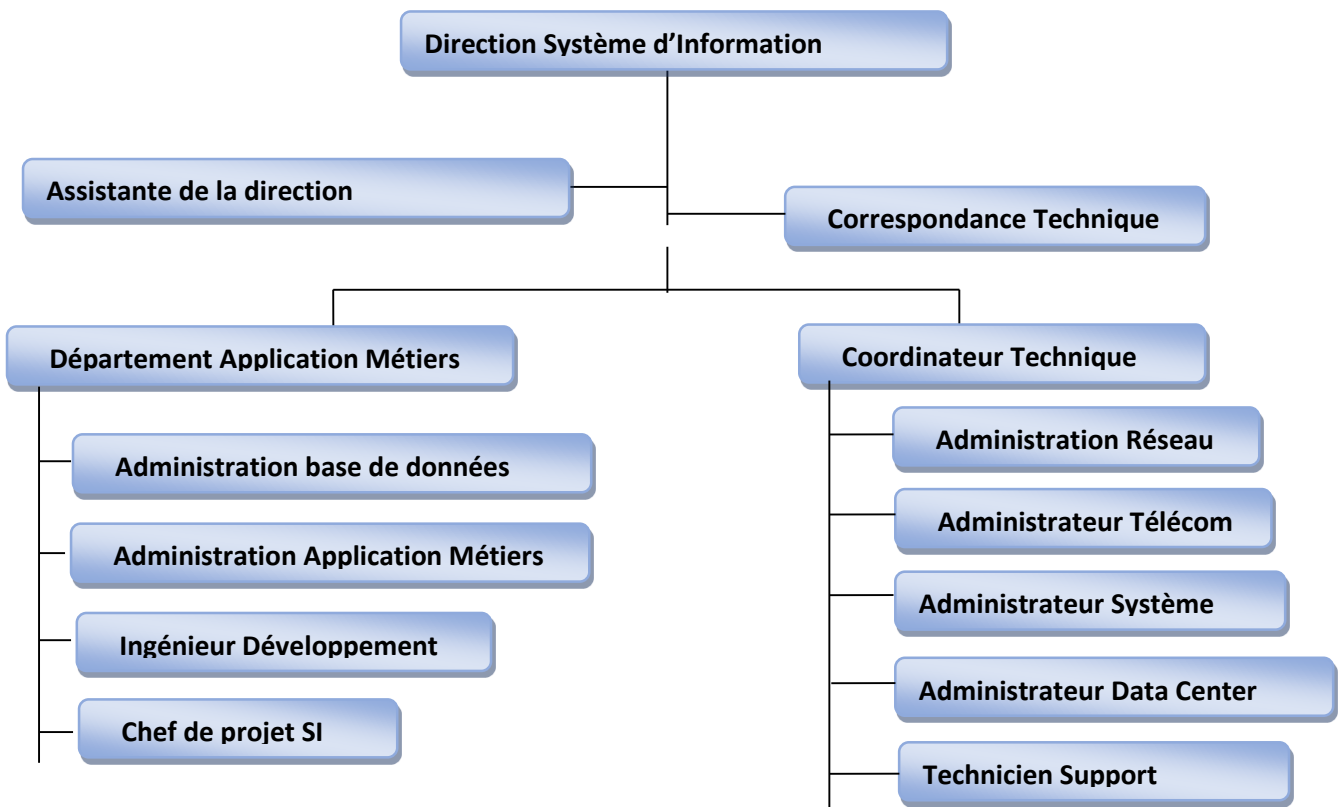 Direction Système d'Information
Assistante de la direction
Correspondance Technique
Département Application Métiers
Coordinateur Technique
Administration base de données
Administration Application Métiers
Ingénieur Développement
Chef de projet SI
Administration Réseau
Administrateur Télécom
Administrateur Système
Administrateur Data Center
Technicien Support